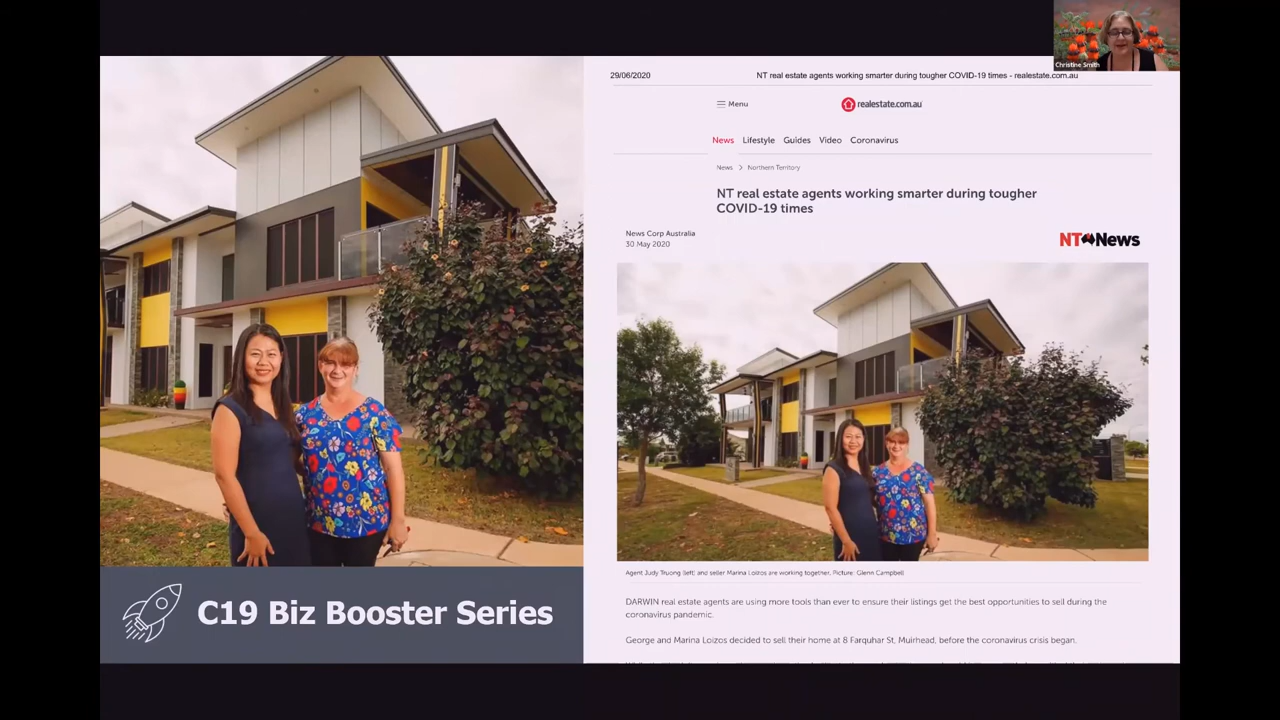 Christine Smith
29/06/2020
NT real estate agents working smarter during tougher COVID-19 times - realestate.com.au
Menu
realestate.com.au
News Lifestyle Guides Video Coronavirus
News > Northern Territory
NT real estate agents working smarter during tougher
COVID-19 times
News Corp Australia
30 May 2020
NT News
Agent Judy Truong (left) and seller Marina Loizos are working together. Picture: Glenn Campbell
DARWIN real estate agents are using more tools than ever to ensure their listings get the best opportunities to sell during the
coronavirus pandemic.
George and Marina Loizos decided to sell their home at 8 Farquhar St, Muirhead, before the coronavirus crisis began.
C19 Biz Booster Series